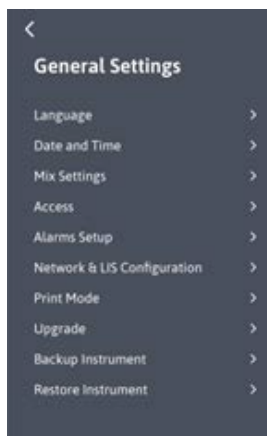 General Settings
Language
Date and Time
Mix Settings
Access
Alarms Setup
Network & LIS Configuration
Print Mode
Upgrade
Backup Instrument
Restore Instrument